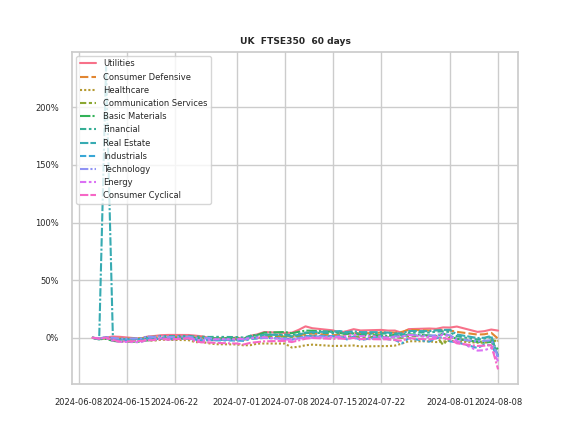 UK FTSE350 60 days
Utilities
Consumer Defensive
Healthcare
Communication Services
Basic Materials
Financial
Real Estate
Industrials
Technology
Energy
Consumer Cyclical
200%
150%
100%
50%
0%
2024-06-08 2024-06-15 2024-06-22 2024-07-01 2024-07-08 2024-07-15 2024-07-22 2024-08-01 2024-08-08